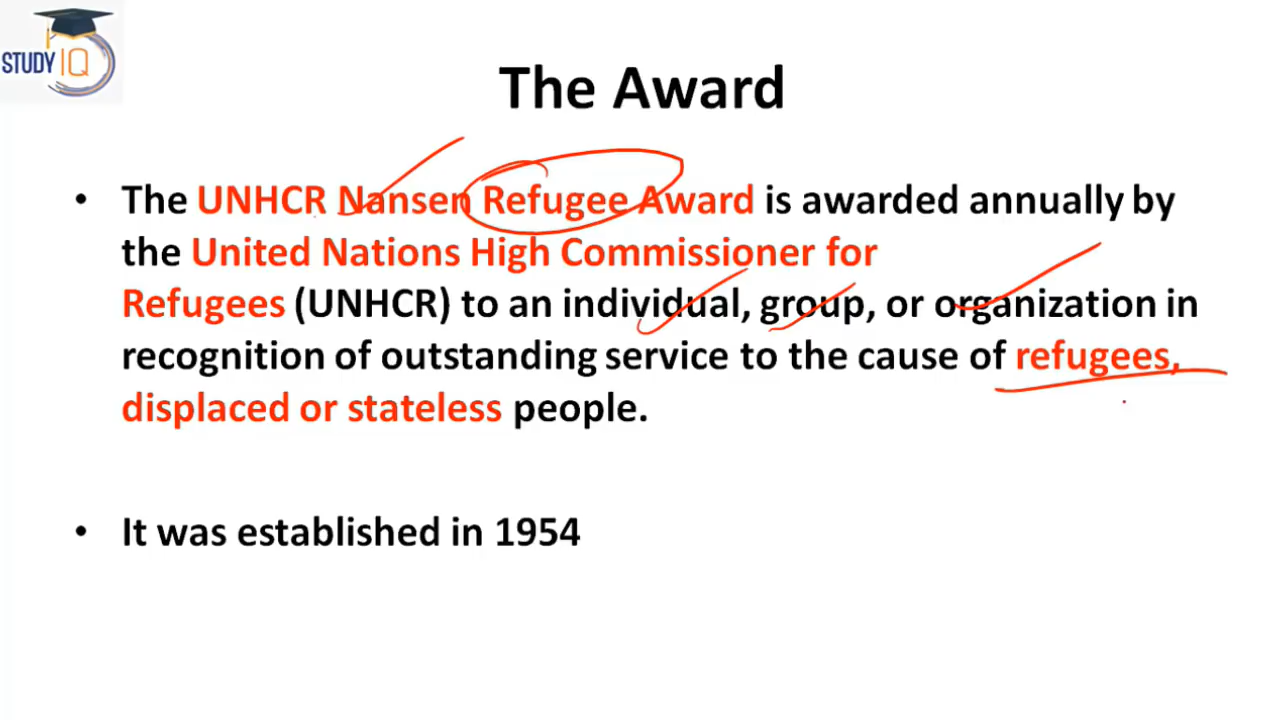 STUDY IQ
The Award
• The UNHCR Nansen Refugee Award is awarded annually by
the United Nations High Commissioner for
Refugees (UNHCR) to an individual, group, or organization in
recognition of outstanding service to the cause of refugees,
displaced or stateless people.
• It was established in 1954